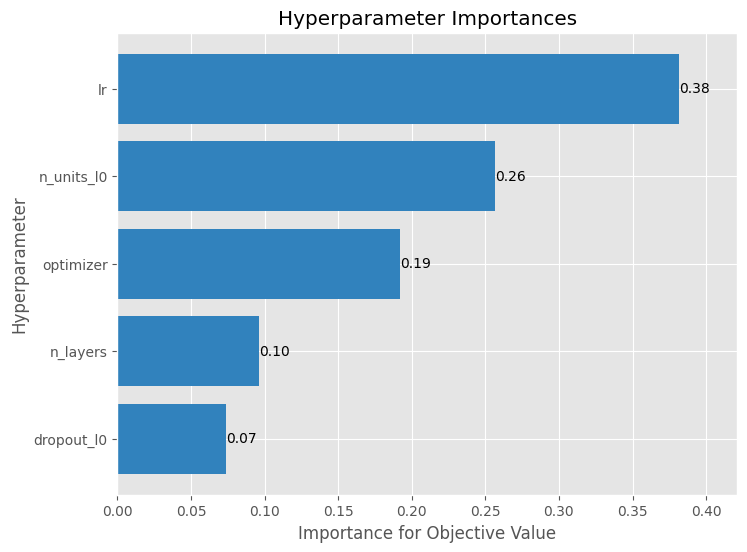 Hyperparameter Importances
Hyperparameter
lr
0.38
n_units_l0
0.26
optimizer
0.19
n_layers
0.10
dropout_l0
0.07
0.00 0.05 0.10 0.15 0.20 0.25 0.30 0.35 0.40
Importance for Objective Value